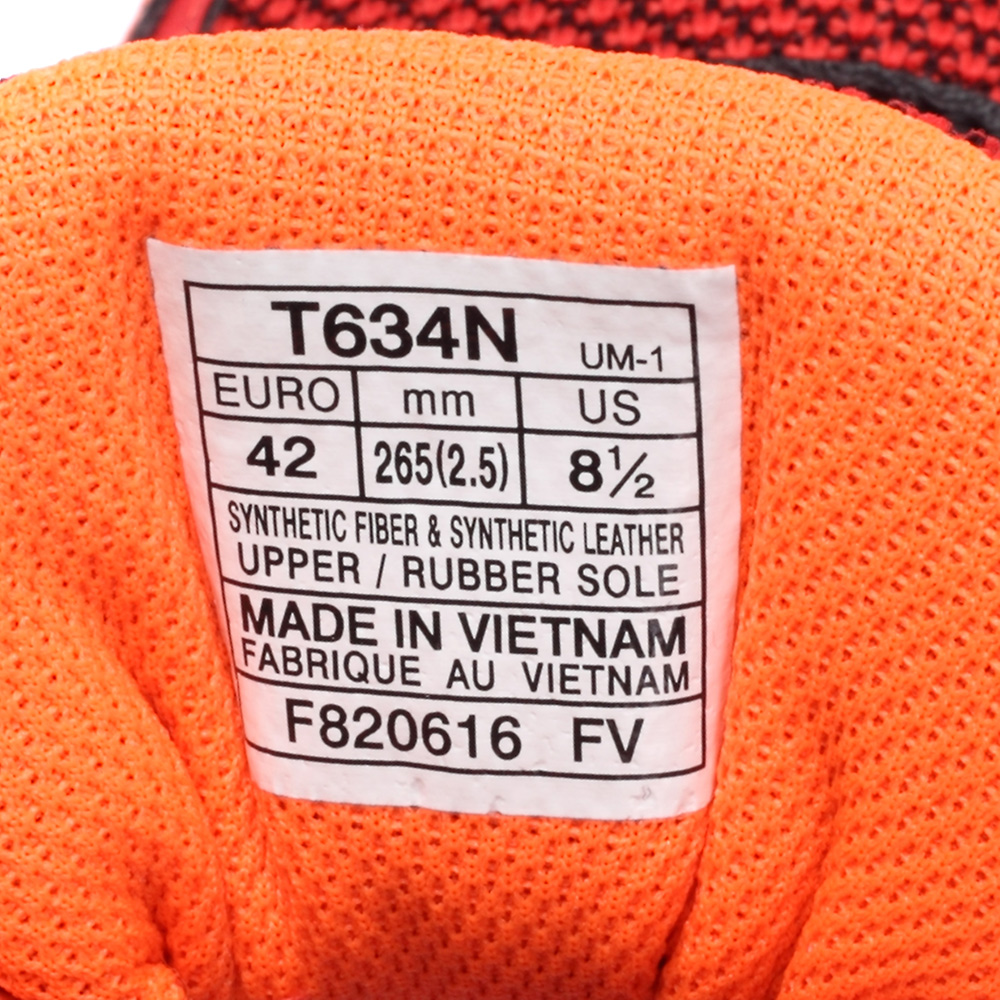 T634N UM-1
EURO mm US
42 265(2.5) 8½
SYNTHETIC FIBER & SYNTHETIC LEATHER
UPPER / RUBBER SOLE
MADE IN VIETNAM
FABRIQUE AU VIETNAM
F820616 FV